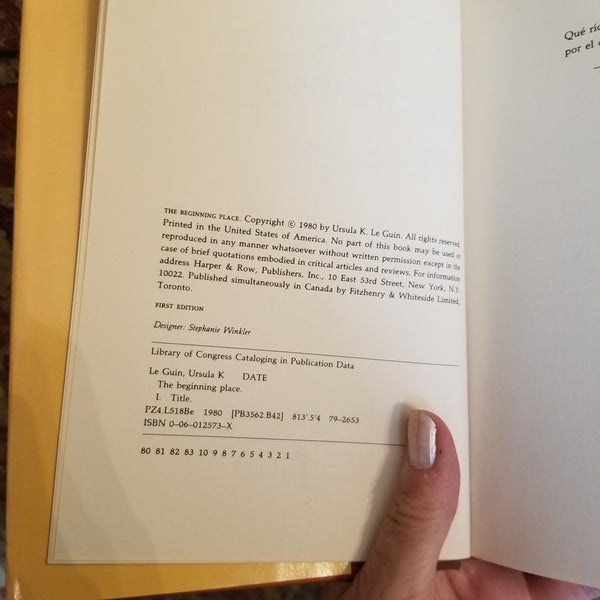 THE BEGINNING PLACE. Copyright © 1980 by Ursula K. Le Guin. All rights reserved.
Printed in the United States of America. No part of this book may be used or
reproduced in any manner whatsoever without written permission except in the
case of brief quotations embodied in critical articles and reviews. For information
address Harper & Row, Publishers, Inc., 10 East 53rd Street, New York, N.Y.
10022. Published simultaneously in Canada by Fitzhenry & Whiteside Limited,
Toronto.
FIRST EDITION
Designer: Stephanie Winkler
Library of Congress Cataloging in Publication Data
Le Guin, Ursula K DATE
The beginning place.
I. Title.
PZ4.L518Be 1980 [PB3562.B42] 813'.5'4 79-2653
ISBN 0-06-012573-X
80 81 82 83 10 9 8 7 6 5 4 3 2 1
Qué
por el